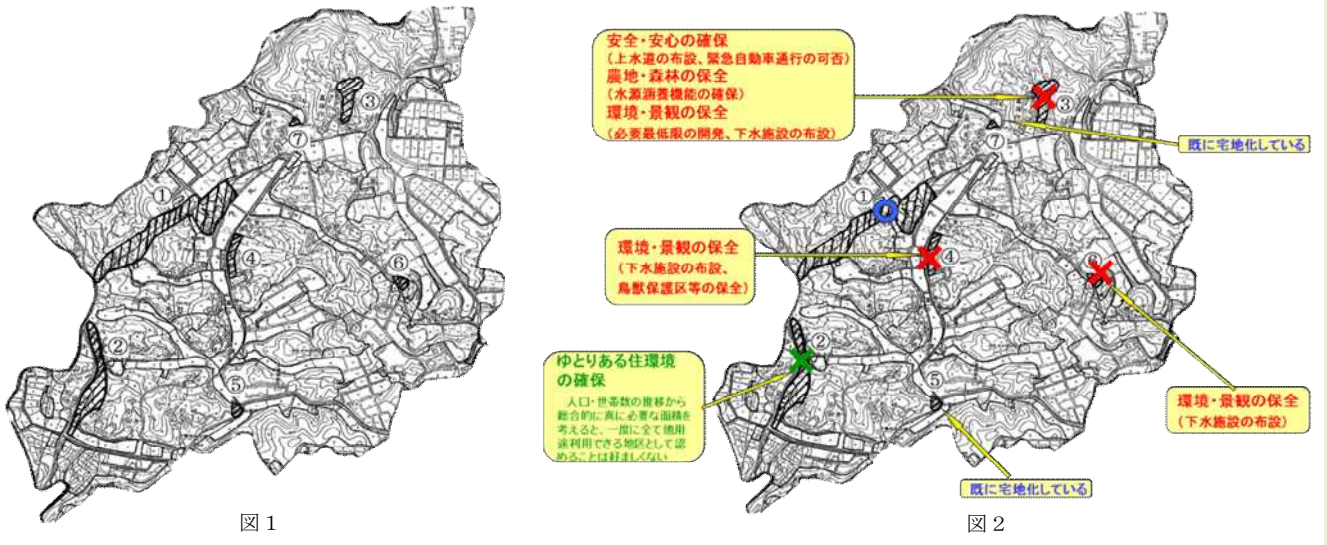 ①
②
③
④
⑤
⑥
⑦
図1
安全・安心の確保
(上水道の布設、緊急自動車通行の可否)
農地・森林の保全
(水源涵養機能の確保)
環境・景観の保全
(必要最低限の開発、下水施設の布設)
③
既に宅地化している
⑦
①
環境・景観の保全
(下水施設の布設、
鳥獣保護区等の保全)
④
②
ゆとりある住環境
の確保
人口・世帯数の推移から
総合的に真に必要な面積を
考えると、一度に全て他用
途利用できる地区として認
めることは好ましくない
⑤
環境・景観の保全
(下水施設の布設)
既に宅地化している
図2